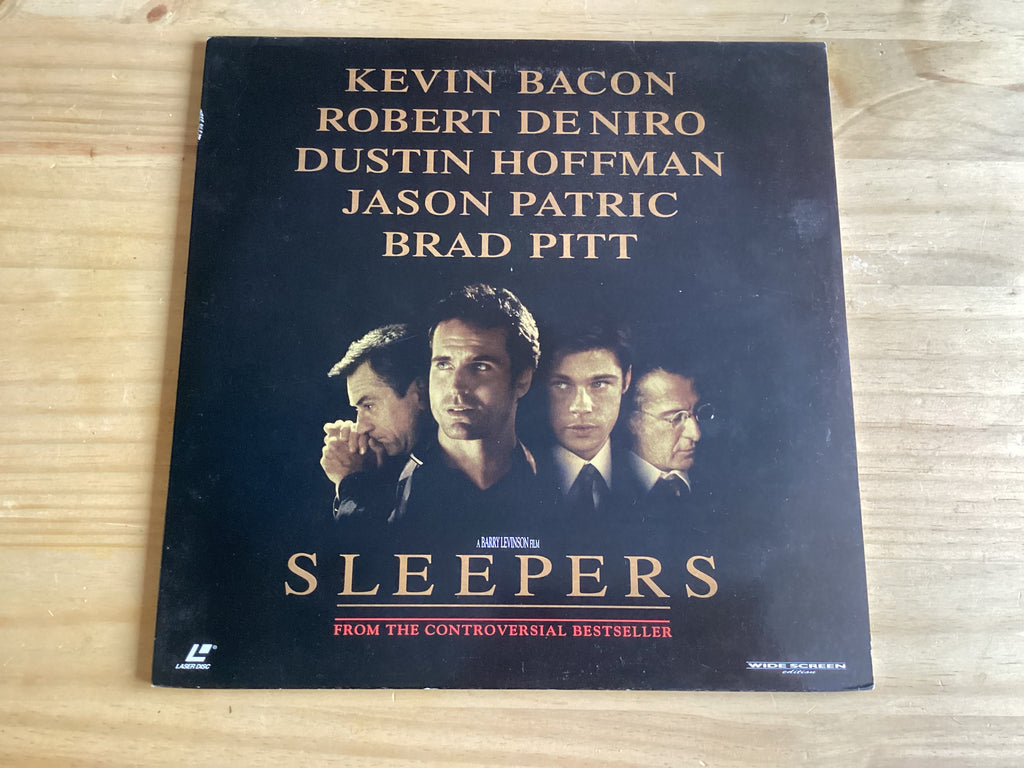 KEVIN BACON
ROBERT DE NIRO
DUSTIN HOFFMAN
JASON PATRIC
BRAD PITT
A BARRY LEVINSON FILM
SLEEPERS
FROM THE CONTROVERSIAL BESTSELLER
LASER DISC
WIDE SCREEN
edition